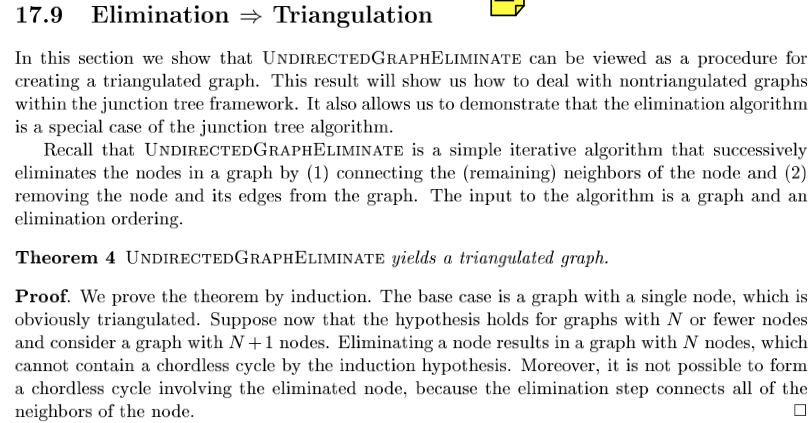 17.9 Elimination ⇒ Triangulation
In this section we show that UNDIRECTEDGRAPHELIMINATE can be viewed as a procedure for
creating a triangulated graph. This result will show us how to deal with nontriangulated graphs
within the junction tree framework. It also allows us to demonstrate that the elimination algorithm
is a special case of the junction tree algorithm.
Recall that UNDIRECTEDGRAPHELIMINATE is a simple iterative algorithm that successively
eliminates the nodes in a graph by (1) connecting the (remaining) neighbors of the node and (2)
removing the node and its edges from the graph. The input to the algorithm is a graph and an
elimination ordering.
Theorem 4 UNDIRECTEDGRAPHELIMINATE yields a triangulated graph.
Proof. We prove the theorem by induction. The base case is a graph with a single node, which is
obviously triangulated. Suppose now that the hypothesis holds for graphs with N or fewer nodes
and consider a graph with N+1 nodes. Eliminating a node results in a graph with N nodes, which
cannot contain a chordless cycle by the induction hypothesis. Moreover, it is not possible to form
a chordless cycle involving the eliminated node, because the elimination step connects all of the
neighbors of the node. □